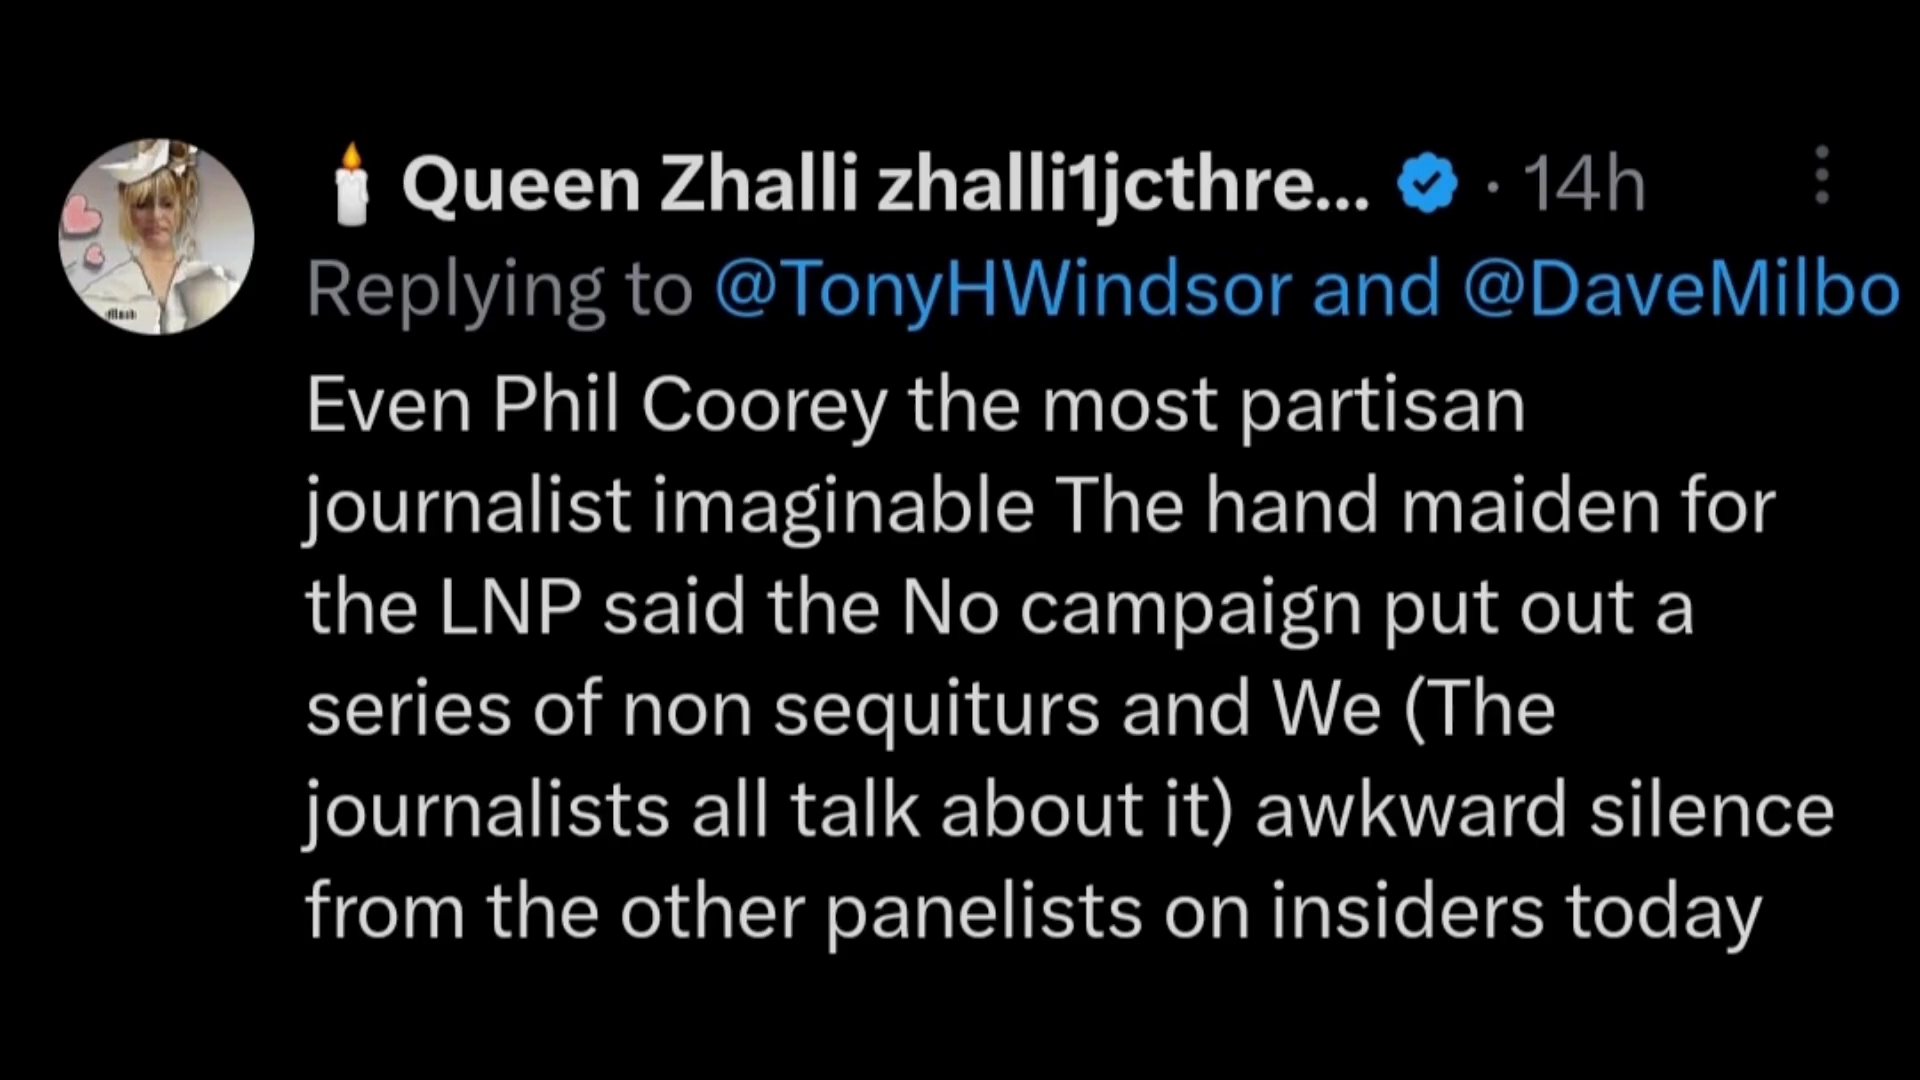 🕯️ Queen Zhalli zhalli1jcthre... · 14h
Replying to @TonyHWindsor and @DaveMilbo
Even Phil Coorey the most partisan
journalist imaginable The hand maiden for
the LNP said the No campaign put out a
series of non sequiturs and We (The
journalists all talk about it) awkward silence
from the other panelists on insiders today